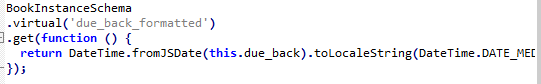 BookInstanceSchema
.virtual('due_back_formatted')
.get(function () {
return DateTime.fromJSDate(this.due_back).toLocaleString(DateTime.DATE_MED
});